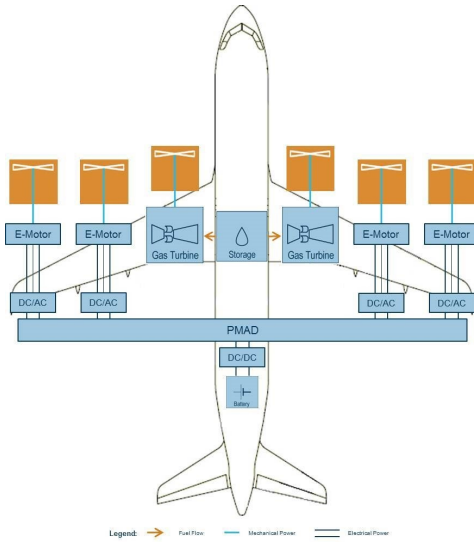 E-Motor
E-Motor
E-Motor
E-Motor
Gas Turbine
Storage
Gas Turbine
DC/AC
DC/AC
DC/AC
DC/AC
PMAD
DC/DC
Battery
Legend: Fuel Flow Mechanical Power Electrical Power